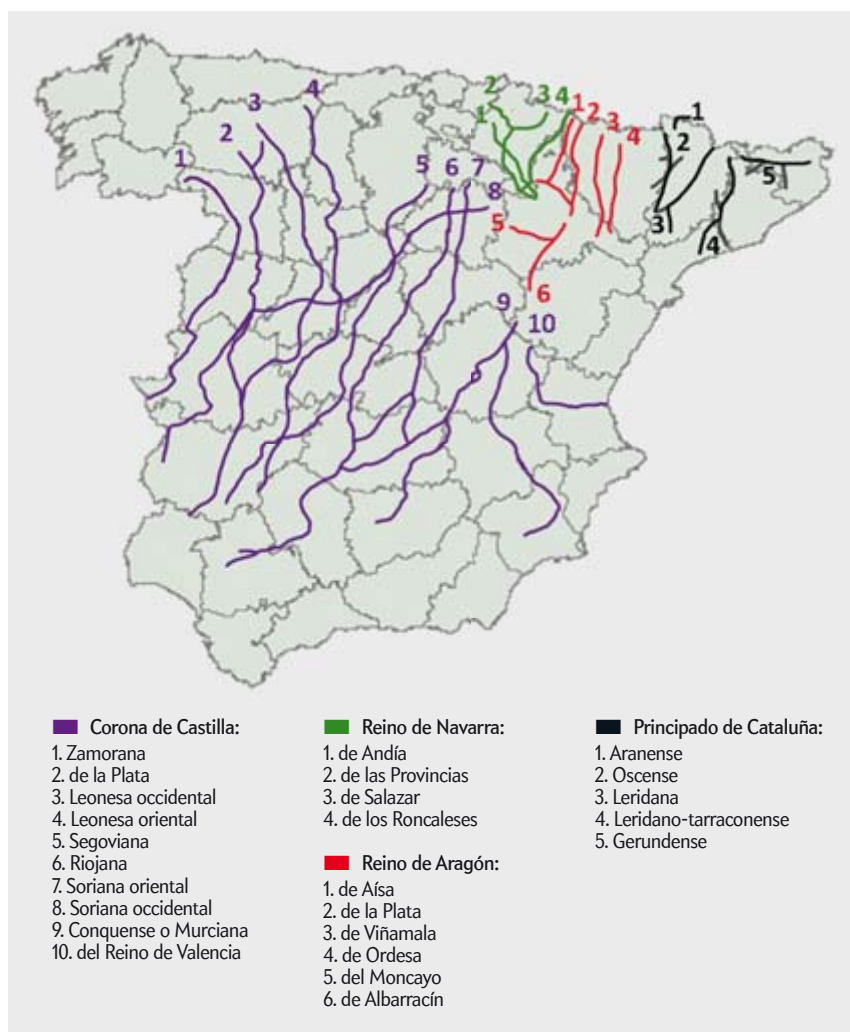 1
2
3
4
5
6
7
8
9
10
2
1
3
4
1
2
3
4
5
6
1
2
3
4
5
Corona de Castilla:
1. Zamorana
2. de la Plata
3. Leonesa occidental
4. Leonesa oriental
5. Segoviana
6. Riojana
7. Soriana oriental
8. Soriana occidental
9. Conquense o Murciana
10. del Reino de Valencia
Reino de Navarra:
1. de Andía
2. de las Provincias
3. de Salazar
4. de los Roncaleses
Reino de Aragón:
1. de Aísa
2. de la Plata
3. de Viñamala
4. de Ordesa
5. del Moncayo
6. de Albarracín
Principado de Cataluña:
1. Aranense
2. Oscense
3. Leridana
4. Leridano-tarraconense
5. Gerundense